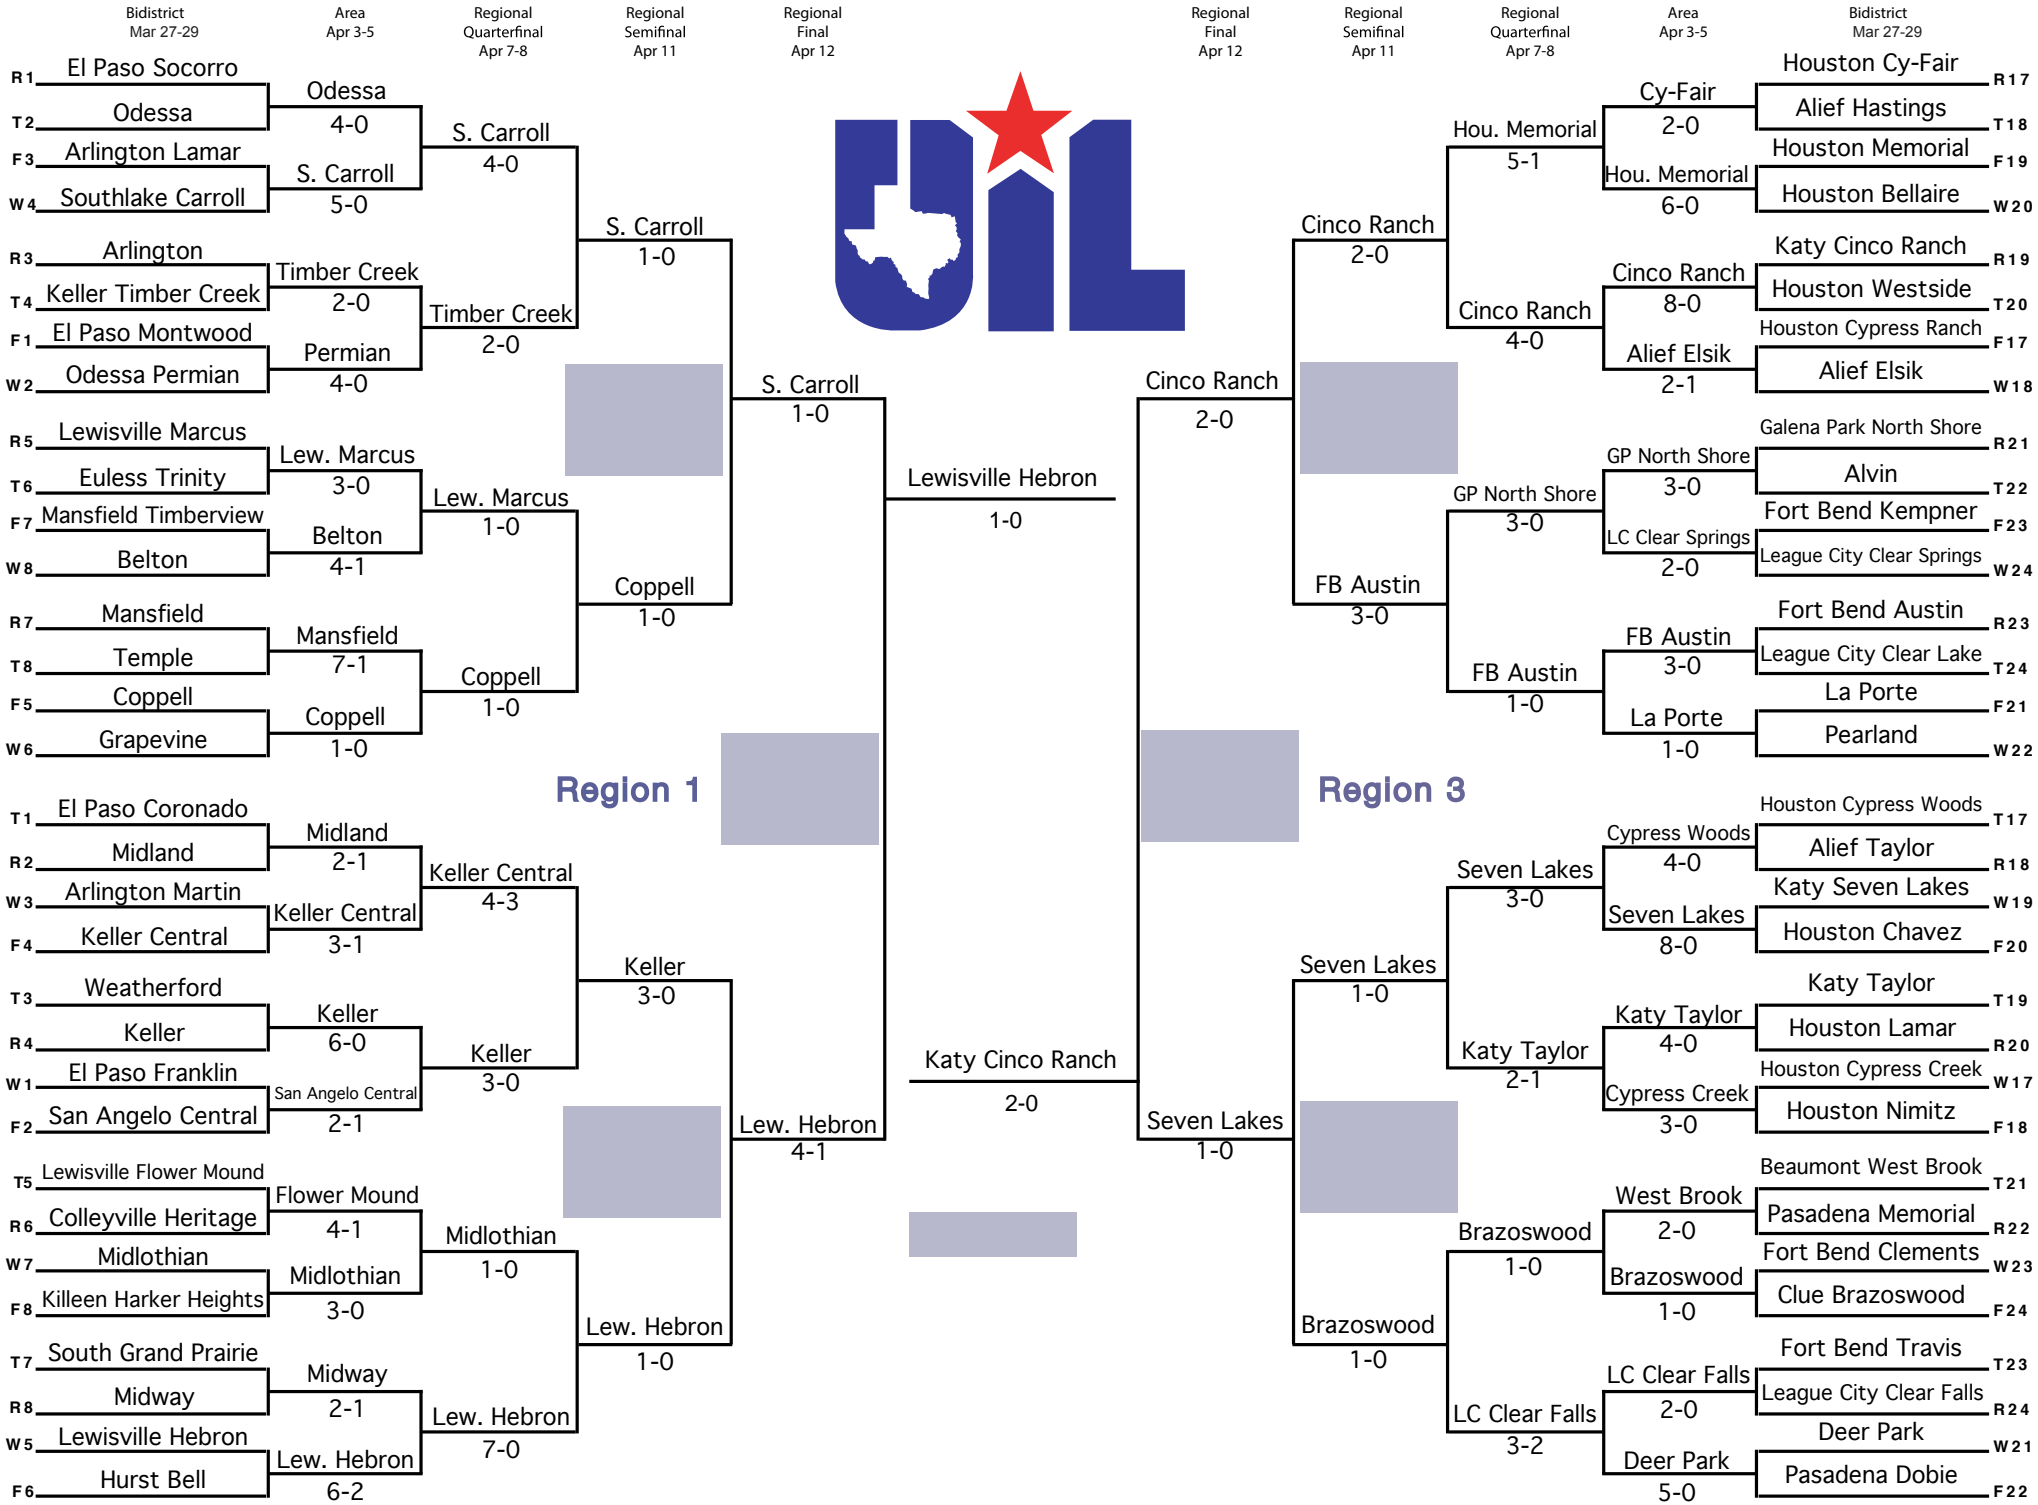 Bidistrict
Mar 27-29
Area
Apr 3-5
Regional
Quarterfinal
Apr 7-8
Regional
Semifinal
Apr 11
Regional
Final
Apr 12
Regional
Final
Apr 12
Regional
Semifinal
Apr 11
Regional
Quarterfinal
Apr 7-8
Area
Apr 3-5
Bidistrict
Mar 27-29
R1 El Paso Socorro
T2 Odessa
F3 Arlington Lamar
W4 Southlake Carroll
R3 Arlington
T4 Keller Timber Creek
F1 El Paso Montwood
W2 Odessa Permian
R5 Lewisville Marcus
T6 Euless Trinity
F7 Mansfield Timberview
W8 Belton
R7 Mansfield
T8 Temple
F5 Coppell
W6 Grapevine
T1 El Paso Coronado
R2 Midland
W3 Arlington Martin
F4 Keller Central
T3 Weatherford
R4 Keller
W1 El Paso Franklin
F2 San Angelo Central
T5 Lewisville Flower Mound
R6 Colleyville Heritage
W7 Midlothian
F8 Killeen Harker Heights
T7 South Grand Prairie
R8 Midway
W5 Lewisville Hebron
F6 Hurst Bell
Odessa
4-0
S. Carroll
5-0
Timber Creek
2-0
Permian
4-0
Lew. Marcus
3-0
Belton
4-1
Mansfield
7-1
Coppell
1-0
Midland
2-1
Keller Central
3-1
Keller
6-0
San Angelo Central
2-1
Flower Mound
4-1
Midlothian
3-0
Midway
2-1
Lew. Hebron
6-2
S. Carroll
4-0
Timber Creek
2-0
Lew. Marcus
1-0
Coppell
1-0
Keller Central
4-3
Keller
3-0
Midlothian
1-0
Lew. Hebron
7-0
S. Carroll
1-0
Coppell
1-0
Region 1
Keller
3-0
Lew. Hebron
1-0
S. Carroll
1-0
Lew. Hebron
4-1
UIL
Lewisville Hebron
1-0
Katy Cinco Ranch
2-0
Cinco Ranch
2-0
Seven Lakes
1-0
Cinco Ranch
2-0
FB Austin
3-0
Region 3
Seven Lakes
1-0
Brazoswood
1-0
Hou. Memorial
5-1
Cinco Ranch
4-0
GP North Shore
3-0
FB Austin
1-0
Seven Lakes
3-0
Katy Taylor
2-1
Brazoswood
1-0
LC Clear Falls
3-2
Cy-Fair
2-0
Hou. Memorial
6-0
Cinco Ranch
8-0
Alief Elsik
2-1
GP North Shore
3-0
LC Clear Springs
2-0
FB Austin
3-0
La Porte
1-0
Cypress Woods
4-0
Seven Lakes
8-0
Katy Taylor
4-0
Cypress Creek
3-0
West Brook
2-0
Brazoswood
1-0
LC Clear Falls
2-0
Deer Park
5-0
Houston Cy-Fair R17
Alief Hastings T18
Houston Memorial F19
Houston Bellaire W20
Katy Cinco Ranch R19
Houston Westside T20
Houston Cypress Ranch F17
Alief Elsik W18
Galena Park North Shore R21
Alvin T22
Fort Bend Kempner F23
League City Clear Springs W24
Fort Bend Austin R23
League City Clear Lake T24
La Porte F21
Pearland W22
Houston Cypress Woods T17
Alief Taylor R18
Katy Seven Lakes W19
Houston Chavez F20
Katy Taylor T19
Houston Lamar R20
Houston Cypress Creek W17
Houston Nimitz F18
Beaumont West Brook T21
Pasadena Memorial R22
Fort Bend Clements W23
Clue Brazoswood F24
Fort Bend Travis T23
League City Clear Falls R24
Deer Park W21
Pasadena Dobie F22